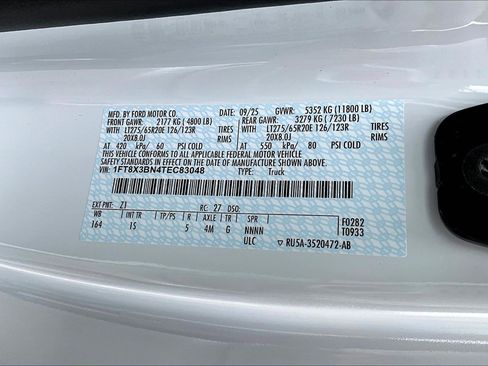 MFD. BY FORD MOTOR CO. DATE: 09/25 GVWR: 5352 KG (11800 LB)
FRONT GAWR: 2177 KG (4800 LB) REAR GAWR: 3279 KG (7230 LB)
WITH LT275/65R20E 126/123R TIRES WITH LT275/65R20E 126/123R TIRES
20X8.0J RIMS 20X8.0J RIMS
AT 420 kPa/ 60 PSI COLD AT 550 kPa/ 80 PSI COLD
THIS VEHICLE CONFORMS TO ALL APPLICABLE FEDERAL MOTOR VEHICLE
SAFETY STANDARDS IN EFFECT ON THE DATE OF MANUFACTURE SHOWN ABOVE.
VIN: 1FT8X3BN4TEC83048 TYPE: Truck
EXT PNT: Z1 RC: 27 DSO: F0282
WB INT TR TP/PS R AXLE TR SPR T0933
164 1S 5 4M G NNNN
ULC RU5A-3520472-AB